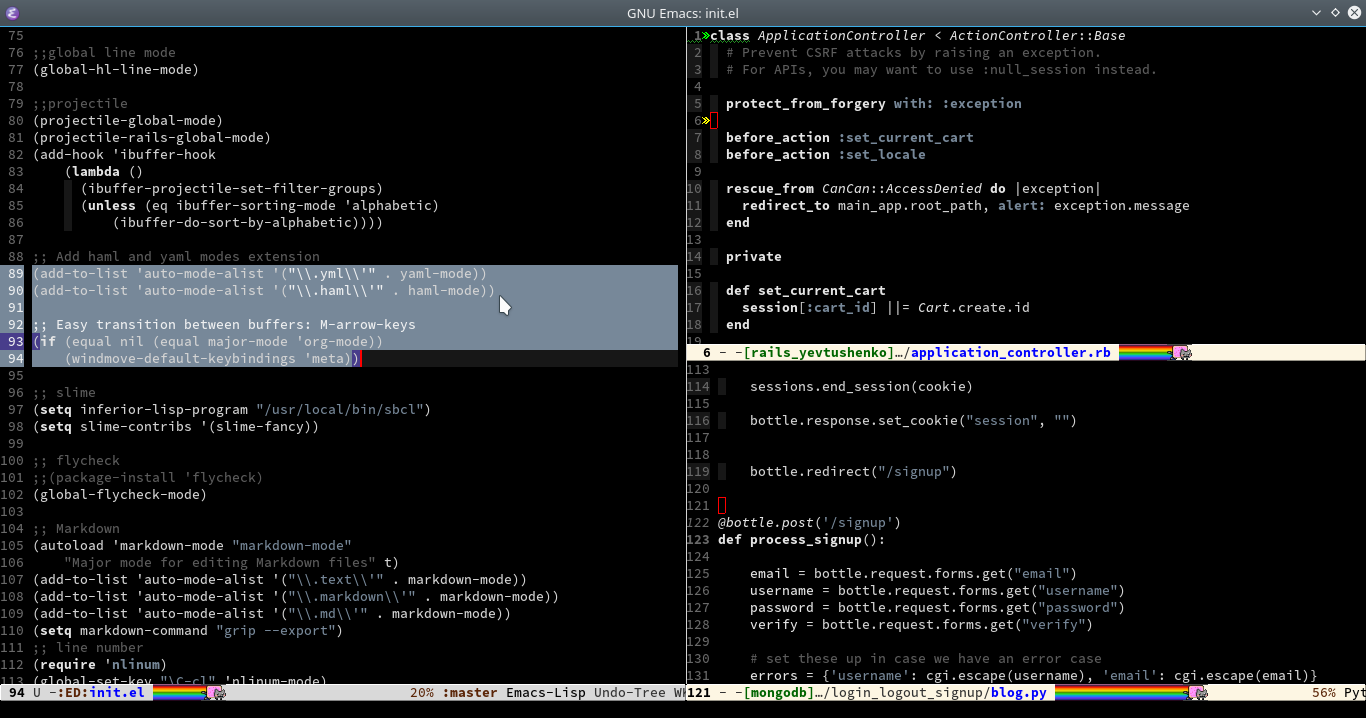 GNU Emacs: init.el
75
76 ;;global line mode
77 (global-hl-line-mode)
78
79 ;;projectile
80 (projectile-global-mode)
81 (projectile-rails-global-mode)
82 (add-hook 'ibuffer-hook
83     (lambda ()
84       (ibuffer-projectile-set-filter-groups)
85       (unless (eq ibuffer-sorting-mode 'alphabetic)
86           (ibuffer-do-sort-by-alphabetic))))
87
88 ;; Add haml and yaml modes extension
89 (add-to-list 'auto-mode-alist '("\\.yml\\'" . yaml-mode))
90 (add-to-list 'auto-mode-alist '("\\.haml\\'" . haml-mode))
91
92 ;; Easy transition between buffers: M-arrow-keys
93 (if (equal nil (equal major-mode 'org-mode))
94     (windmove-default-keybindings 'meta))
95
96 ;; slime
97 (setq inferior-lisp-program "/usr/local/bin/sbcl")
98 (setq slime-contribs '(slime-fancy))
99
100 ;; flycheck
101 ;;(package-install 'flycheck)
102 (global-flycheck-mode)
103
104 ;; Markdown
105 (autoload 'markdown-mode "markdown-mode"
106     "Major mode for editing Markdown files" t)
107 (add-to-list 'auto-mode-alist '("\\.text\\'" . markdown-mode))
108 (add-to-list 'auto-mode-alist '("\\.markdown\\'" . markdown-mode))
109 (add-to-list 'auto-mode-alist '("\\.md\\'" . markdown-mode))
110 (setq markdown-command "grip --export")
111 ;; line number
112 (require 'nlinum)
113 (global-set-key "\C-cl" 'nlinum-mode)
94 U -:ED:init.el 20% :master Emacs-Lisp Undo-Tree W
1 class ApplicationController < ActionController::Base
2   # Prevent CSRF attacks by raising an exception.
3   # For APIs, you may want to use :null_session instead.
4
5   protect_from_forgery with: :exception
6
7   before_action :set_current_cart
8   before_action :set_locale
9
10   rescue_from CanCan::AccessDenied do |exception|
11     redirect_to main_app.root_path, alert: exception.message
12   end
13
14   private
15
16   def set_current_cart
17     session[:cart_id] ||= Cart.create.id
18   end
19
6 - -[rails_yevtushenko]…/application_controller.rb
113
114     sessions.end_session(cookie)
115
116     bottle.response.set_cookie("session", "")
117
118
119     bottle.redirect("/signup")
120
121
122 @bottle.post('/signup')
123 def process_signup():
124
125     email = bottle.request.forms.get("email")
126     username = bottle.request.forms.get("username")
127     password = bottle.request.forms.get("password")
128     verify = bottle.request.forms.get("verify")
129
130     # set these up in case we have an error case
131     errors = {'username': cgi.escape(username), 'email': cgi.escape(email)}
121 - -[mongodb]…/login_logout_signup/blog.py 56% Pyt